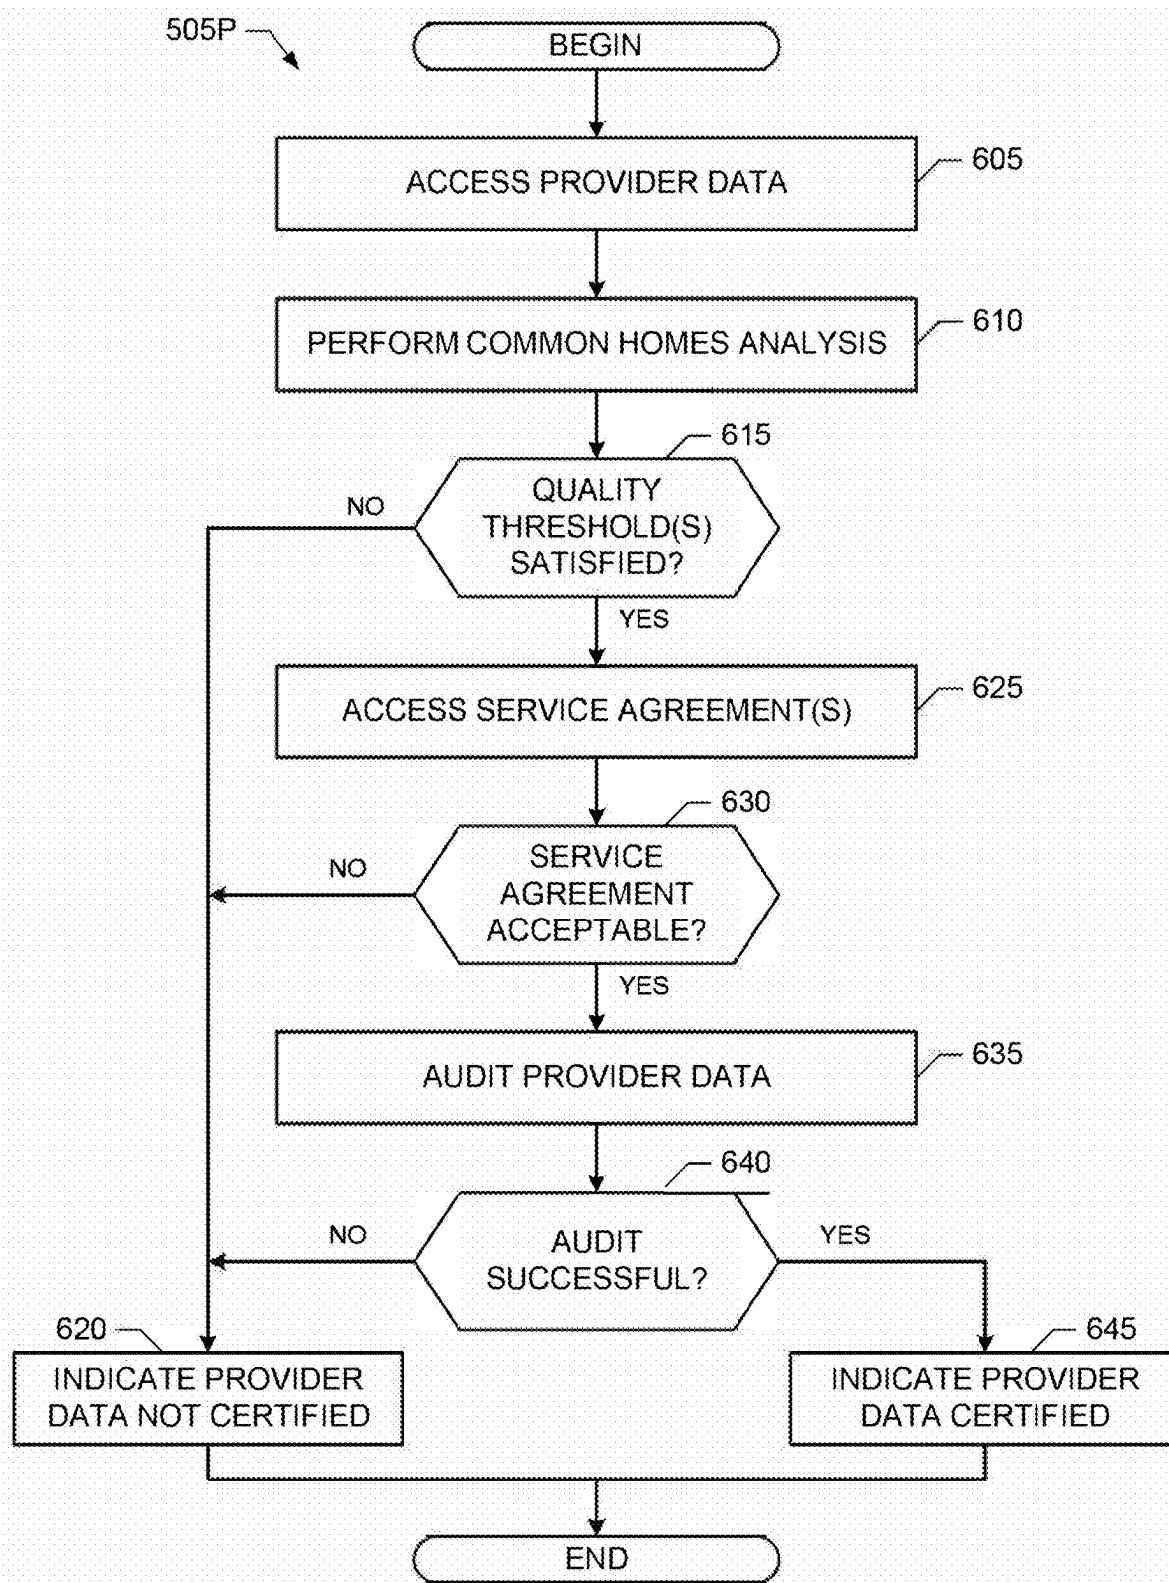 505P
BEGIN
ACCESS PROVIDER DATA
605
PERFORM COMMON HOMES ANALYSIS
610
615
QUALITY
THRESHOLD(S)
SATISFIED?
NO
YES
ACCESS SERVICE AGREEMENT(S)
625
630
SERVICE
AGREEMENT
ACCEPTABLE?
NO
YES
AUDIT PROVIDER DATA
635
640
AUDIT
SUCCESSFUL?
NO
YES
620
INDICATE PROVIDER
DATA NOT CERTIFIED
645
INDICATE PROVIDER
DATA CERTIFIED
END